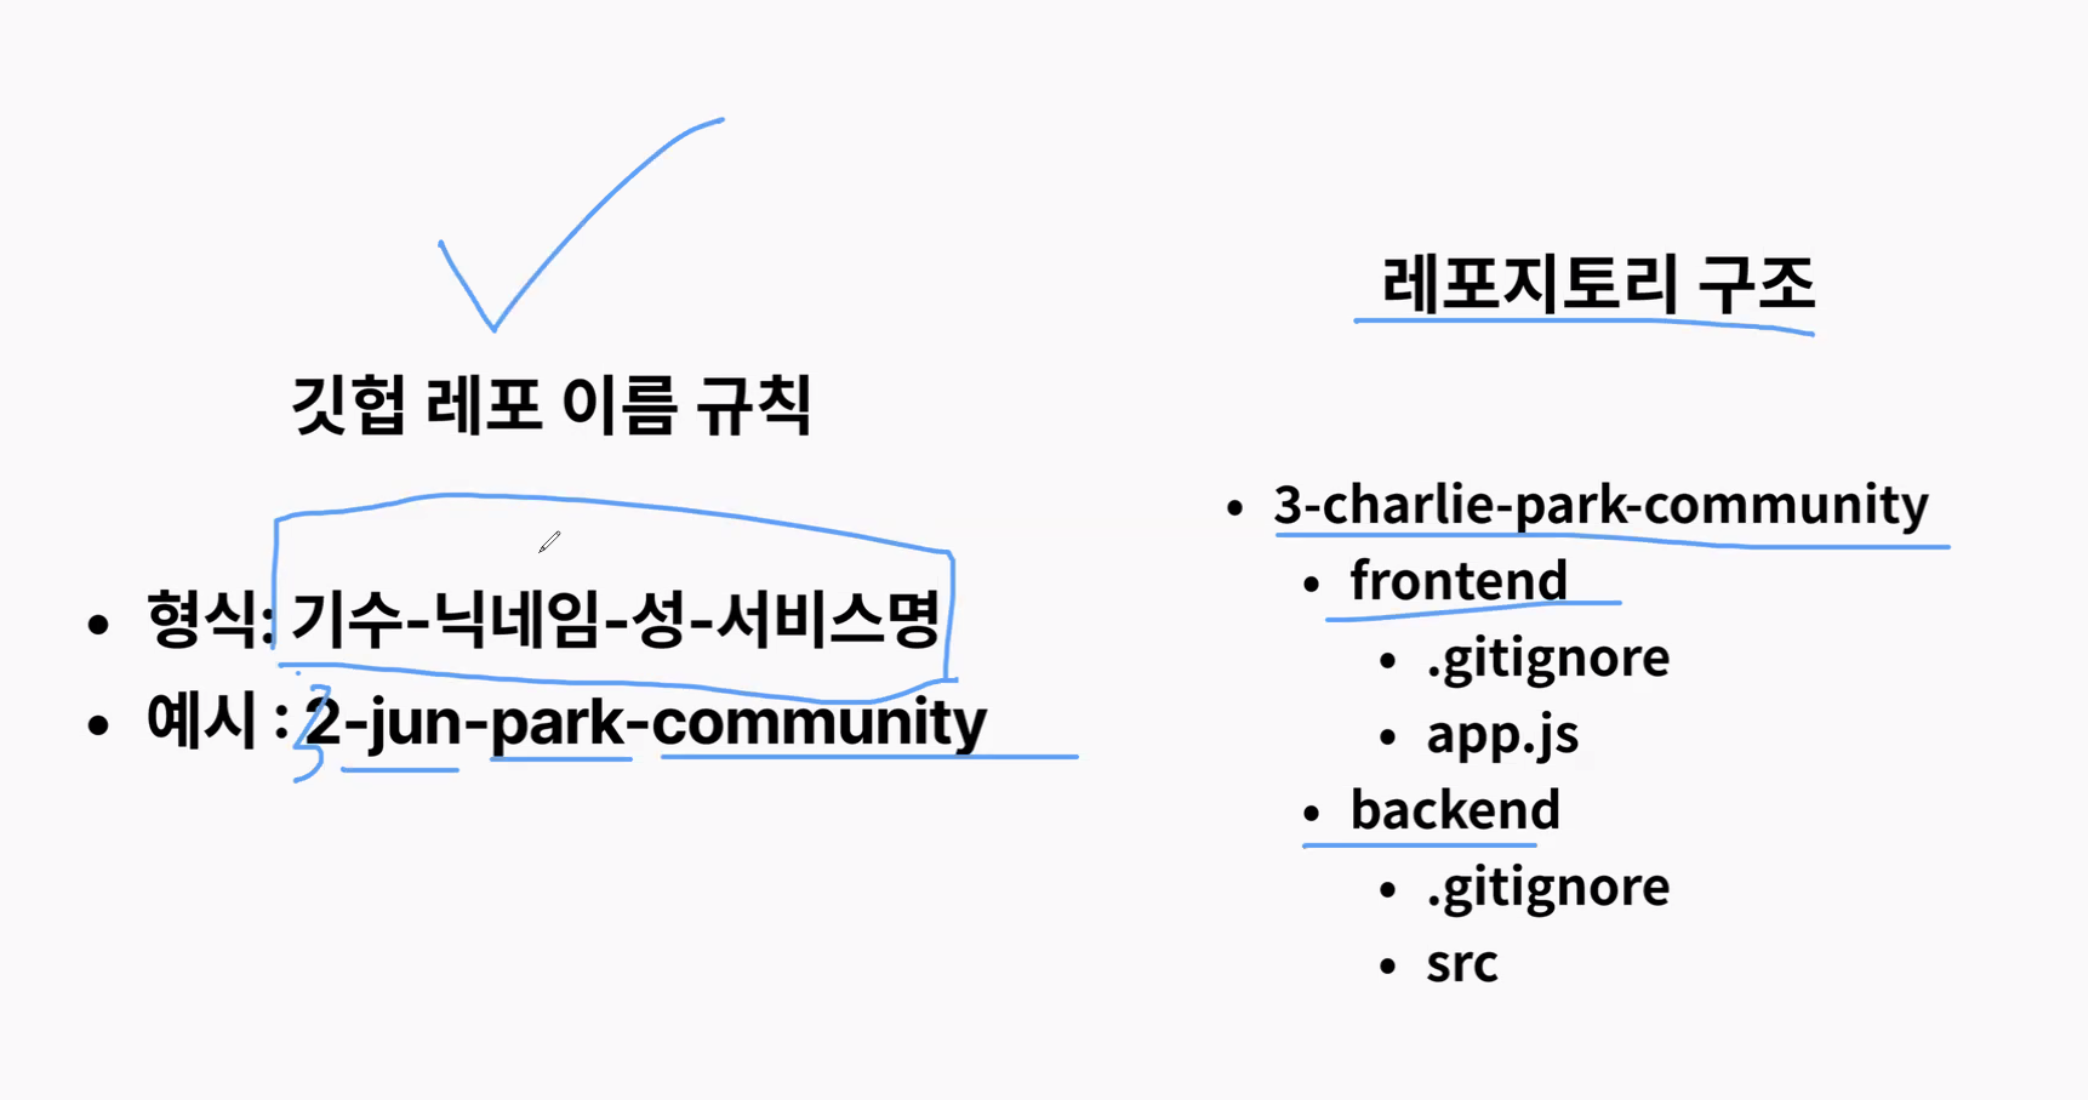 깃헙 레포 이름 규칙
• 형식: 기수-닉네임-성-서비스명
• 예시 : 2-jun-park-community
3
레포지토리 구조
• 3-charlie-park-community
• frontend
• .gitignore
• app.js
• backend
• .gitignore
• src